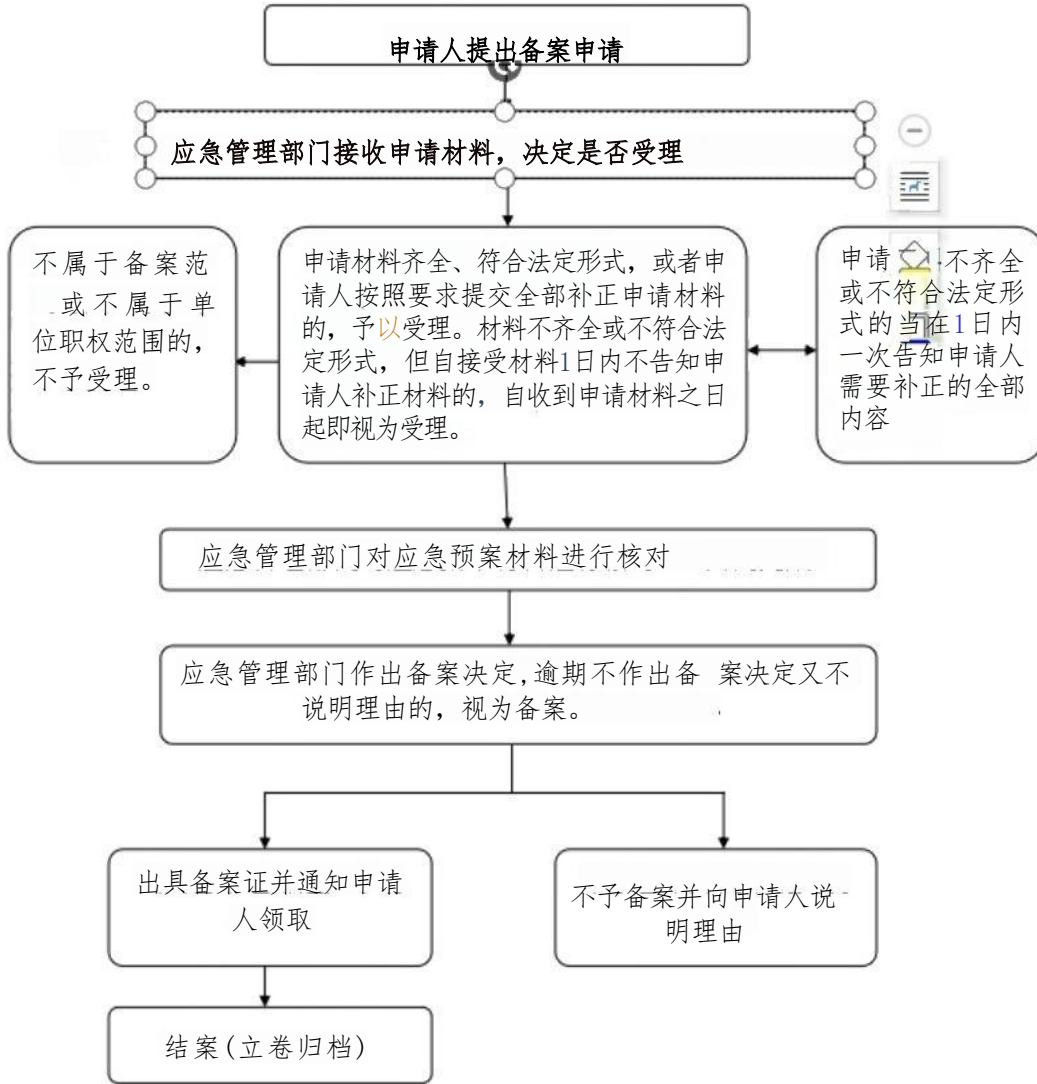 申请人提出备案申请
应急管理部门接收申请材料，决定是否受理
不属于备案范
或不属于单
位职权范围的，
不予受理。
申请材料齐全、符合法定形式，或者申
请人按照要求提交全部补正申请材料
的，予以受理。材料不齐全或不符合法
定形式，但自接受材料1日内不告知申
请人补正材料的，自收到申请材料之日
起即视为受理。
申请 不齐全
或不符合法定形
式的当在1日内
一次告知申请人
需要补正的全部
内容
应急管理部门对应急预案材料进行核对
应急管理部门作出备案决定,逾期不作出备 案决定又不
说明理由的，视为备案。
出具备案证并通知申请
人领取
不予备案并向申请人说
明理由
结案(立卷归档)